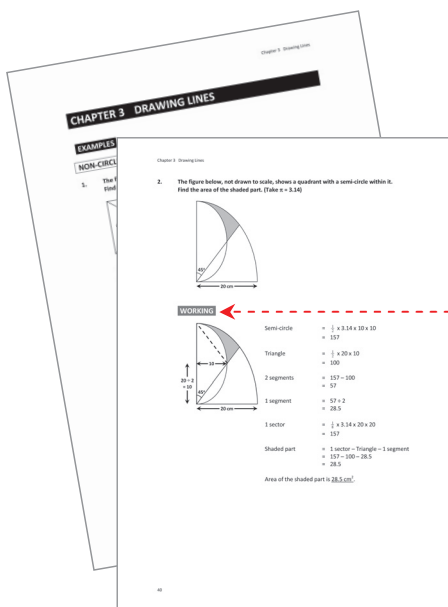 Chapter 3 Drawing Lines
CHAPTER 3 DRAWING LINES
EXAMPLES
NON-CIRCL
1. The f
Find
Chapter 3 Drawing Lines
2. The figure below, not drawn to scale, shows a quadrant with a semi-circle within it.
Find the area of the shaded part. (Take π = 3.14)
45°
20 cm
WORKING
Semi-circle = ½ x 3.14 x 10 x 10
= 157
Triangle = ½ x 20 x 10
= 100
10
20 ÷ 2
= 10
45°
20 cm
2 segments = 157 – 100
= 57
1 segment = 57 ÷ 2
= 28.5
1 sector = ⅛ x 3.14 x 20 x 20
= 157
Shaded part = 1 sector – Triangle – 1 segment
= 157 – 100 – 28.5
= 28.5
Area of the shaded part is 28.5 cm².
40